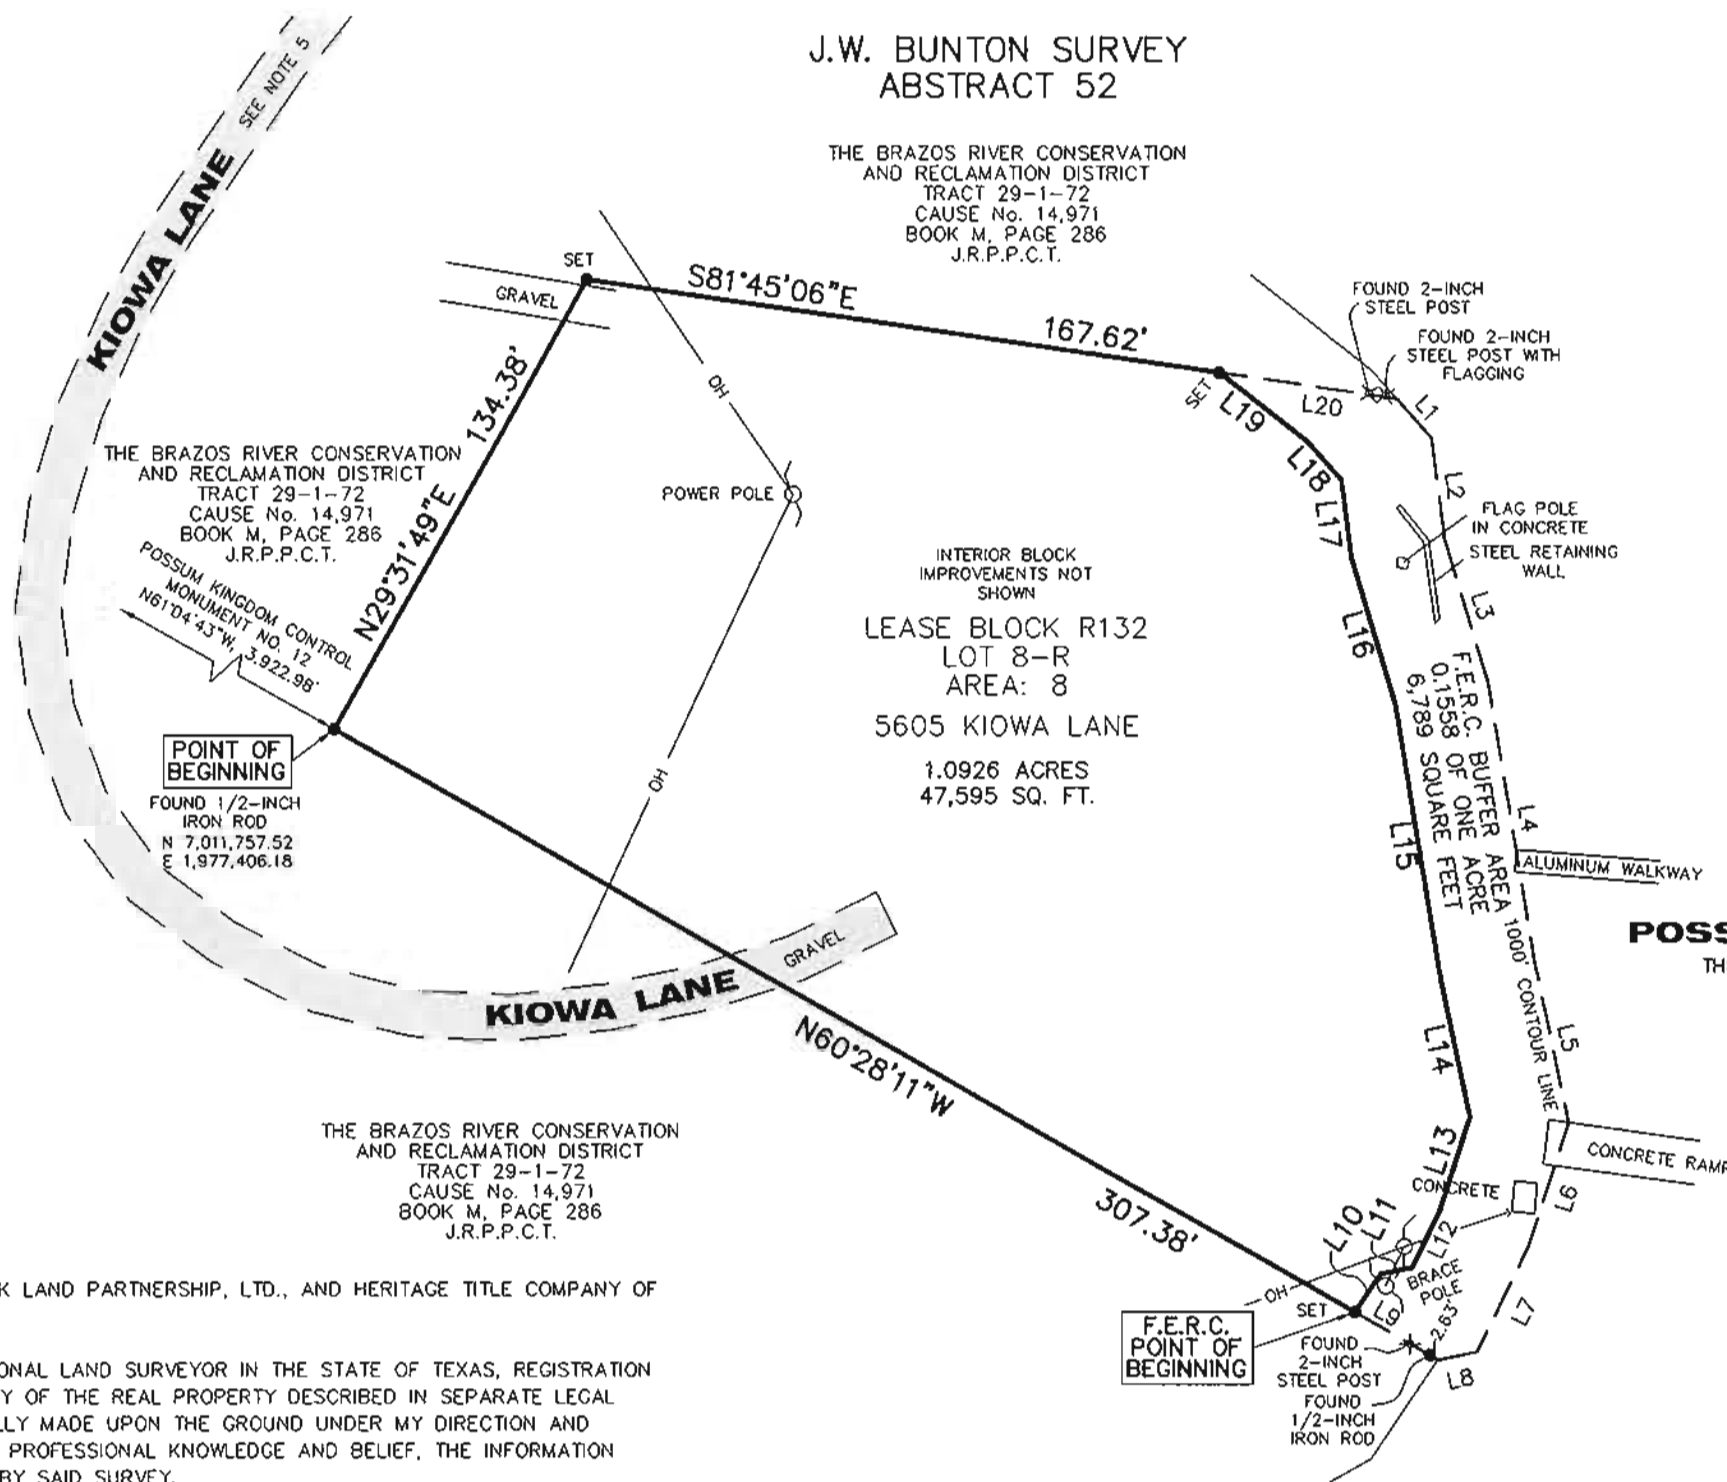 J.W. BUNTON SURVEY
ABSTRACT 52
THE BRAZOS RIVER CONSERVATION
AND RECLAMATION DISTRICT
TRACT 29-1-72
CAUSE No. 14,971
BOOK M, PAGE 286
J.R.P.P.C.T.
SEE NOTE 5
KIOWA LANE
SET
GRAVEL
S81°45'06"E
167.62'
FOUND 2-INCH
STEEL POST
FOUND 2-INCH
STEEL POST WITH
FLAGGING
SET
L20
L1
L19
L18
L2
L17
OH
134.38'
N29°31'49"E
THE BRAZOS RIVER CONSERVATION
AND RECLAMATION DISTRICT
TRACT 29-1-72
CAUSE No. 14,971
BOOK M, PAGE 286
J.R.P.P.C.T.
POWER POLE
FLAG POLE
IN CONCRETE
STEEL RETAINING
WALL
POSSUM KINGDOM CONTROL
MONUMENT NO. 12
N61°04'43"W, 3,922.98'
INTERIOR BLOCK
IMPROVEMENTS NOT
SHOWN
LEASE BLOCK R132
LOT 8-R
AREA: 8
5605 KIOWA LANE
1.0926 ACRES
47,595 SQ. FT.
L3
L16
F.E.R.C. BUFFER AREA
0.1558 OF ONE ACRE
6,789 SQUARE FEET
POINT OF
BEGINNING
FOUND 1/2-INCH
IRON ROD
N 7,011,757.52
E 1,977,406.18
OH
L4
L15
ALUMINUM WALKWAY
POSS
TH
1000' CONTOUR LINE
GRAVEL
KIOWA LANE
N60°28'11"W
307.38'
L5
L14
L13
CONCRETE RAMP
CONCRETE
L6
L10
L11
L12
BRACE
POLE
OH
SET
L9
2.63'
L7
L8
F.E.R.C.
POINT OF
BEGINNING
FOUND
2-INCH
STEEL POST
FOUND
1/2-INCH
IRON ROD
THE BRAZOS RIVER CONSERVATION
AND RECLAMATION DISTRICT
TRACT 29-1-72
CAUSE No. 14,971
BOOK M, PAGE 286
J.R.P.P.C.T.
K LAND PARTNERSHIP, LTD., AND HERITAGE TITLE COMPANY OF
ONAL LAND SURVEYOR IN THE STATE OF TEXAS, REGISTRATION
Y OF THE REAL PROPERTY DESCRIBED IN SEPARATE LEGAL
LLY MADE UPON THE GROUND UNDER MY DIRECTION AND
PROFESSIONAL KNOWLEDGE AND BELIEF, THE INFORMATION
BY SAID SURVEY.